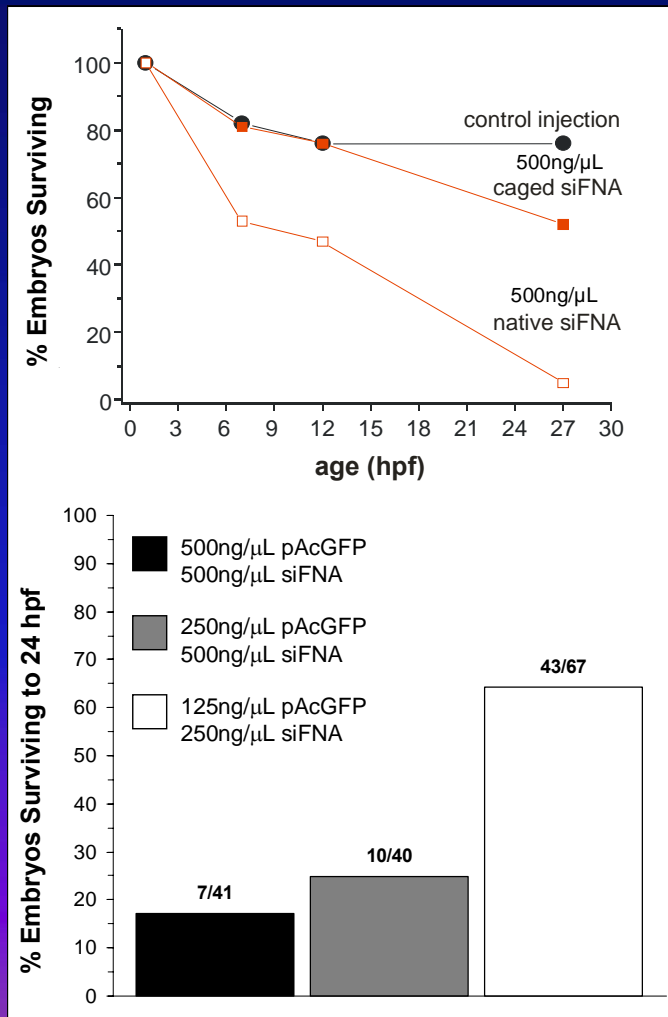 % Embryos Surviving
100
80
60
40
20
0
control injection
500ng/µL
caged siFNA
500ng/µL
native siFNA
0 3 6 9 12 15 18 21 24 27 30
age (hpf)
% Embryos Surviving to 24 hpf
100
90
80
70
60
50
40
30
20
10
0
500ng/µL pAcGFP
500ng/µL siFNA
250ng/µL pAcGFP
500ng/µL siFNA
125ng/µL pAcGFP
250ng/µL siFNA
7/41
10/40
43/67